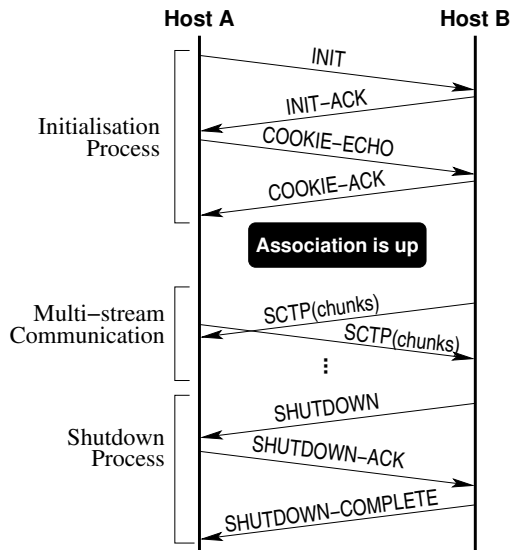 Host A
Host B
INIT
INIT–ACK
Initialisation
Process
COOKIE–ECHO
COOKIE–ACK
Association is up
Multi–stream
Communication
SCTP(chunks)
SCTP(chunks)
...
SHUTDOWN
Shutdown
Process
SHUTDOWN–ACK
SHUTDOWN–COMPLETE